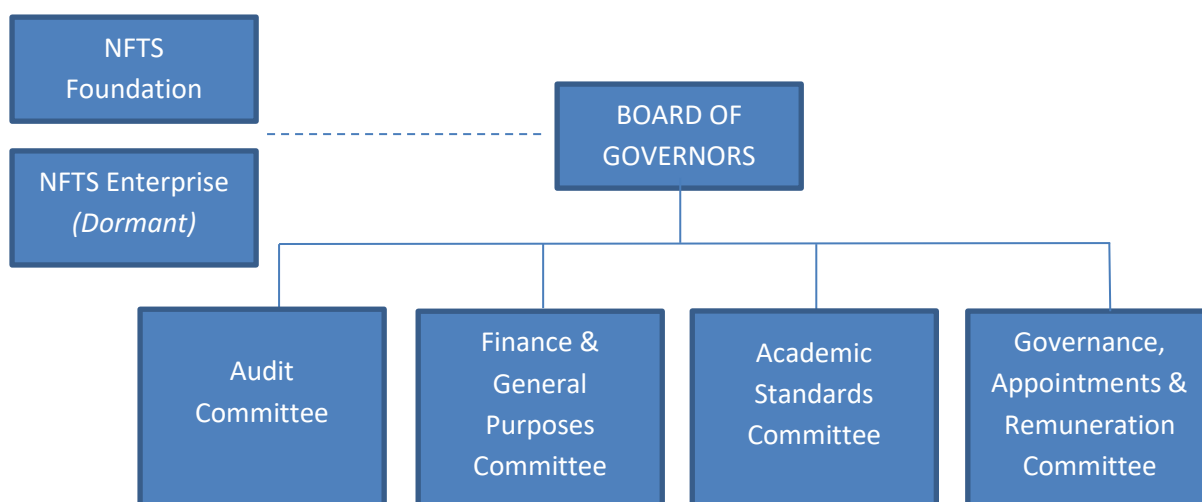 NFTS
Foundation
BOARD OF
GOVERNORS
NFTS Enterprise
(Dormant)
Audit
Committee
Finance &
General
Purposes
Committee
Academic
Standards
Committee
Governance,
Appointments &
Remuneration
Committee